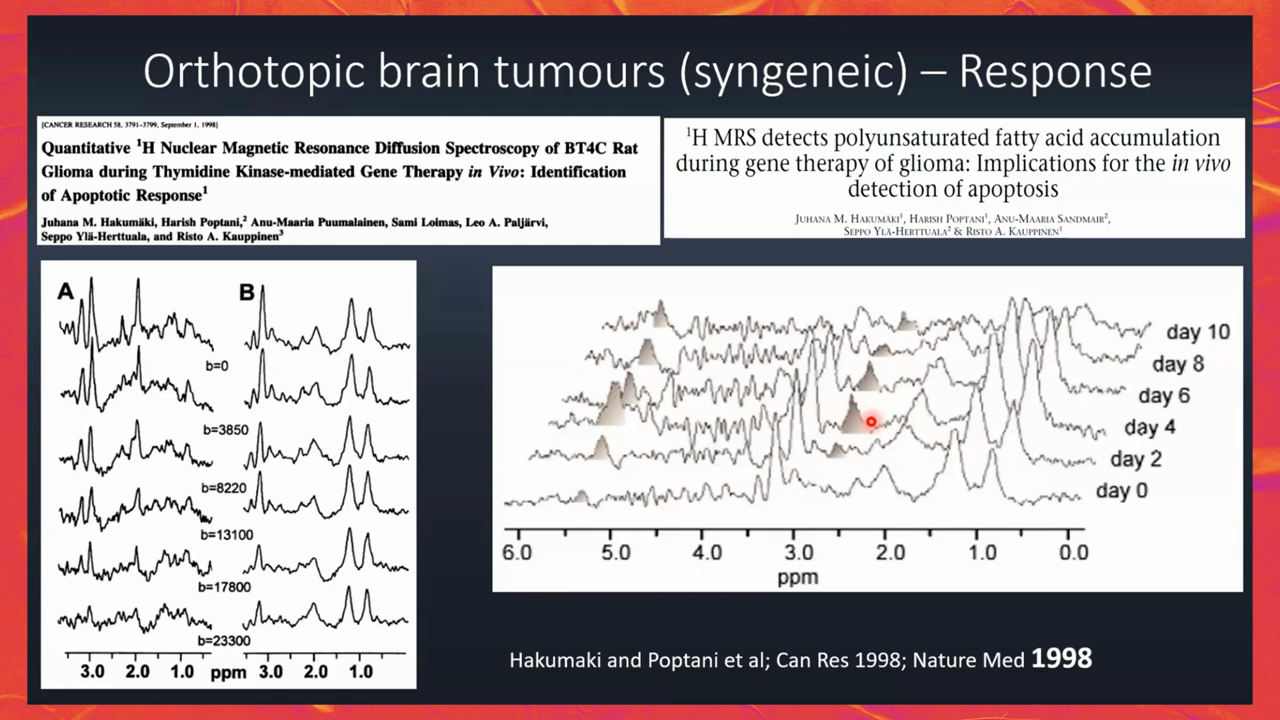 Orthotopic brain tumours (syngeneic) – Response
[CANCER RESEARCH 58, 3791–3799, September 1, 1998]
Quantitative ¹H Nuclear Magnetic Resonance Diffusion Spectroscopy of BT4C Rat
Glioma during Thymidine Kinase-mediated Gene Therapy in Vivo: Identification
of Apoptotic Response¹
Juhana M. Hakumäki, Harish Poptani,² Anu-Maaria Puumalainen, Sami Loimas, Leo A. Paljärvi,
Seppo Ylä-Herttuala, and Risto A. Kauppinen³
¹H MRS detects polyunsaturated fatty acid accumulation
during gene therapy of glioma: Implications for the in vivo
detection of apoptosis
JUHANA M. HAKUMÄKI¹, HARISH POPTANI¹, ANU-MAARIA SANDMAIR²,
SEPPO YLÄ-HERTTUALA² & RISTO A. KAUPPINEN¹
A
B
b=0
b=3850
b=8220
b=13100
b=17800
b=23300
3.0 2.0 1.0 ppm 3.0 2.0 1.0
day 10
day 8
day 6
day 4
day 2
day 0
6.0 5.0 4.0 3.0 2.0 1.0 0.0
ppm
Hakumaki and Poptani et al; Can Res 1998; Nature Med 1998